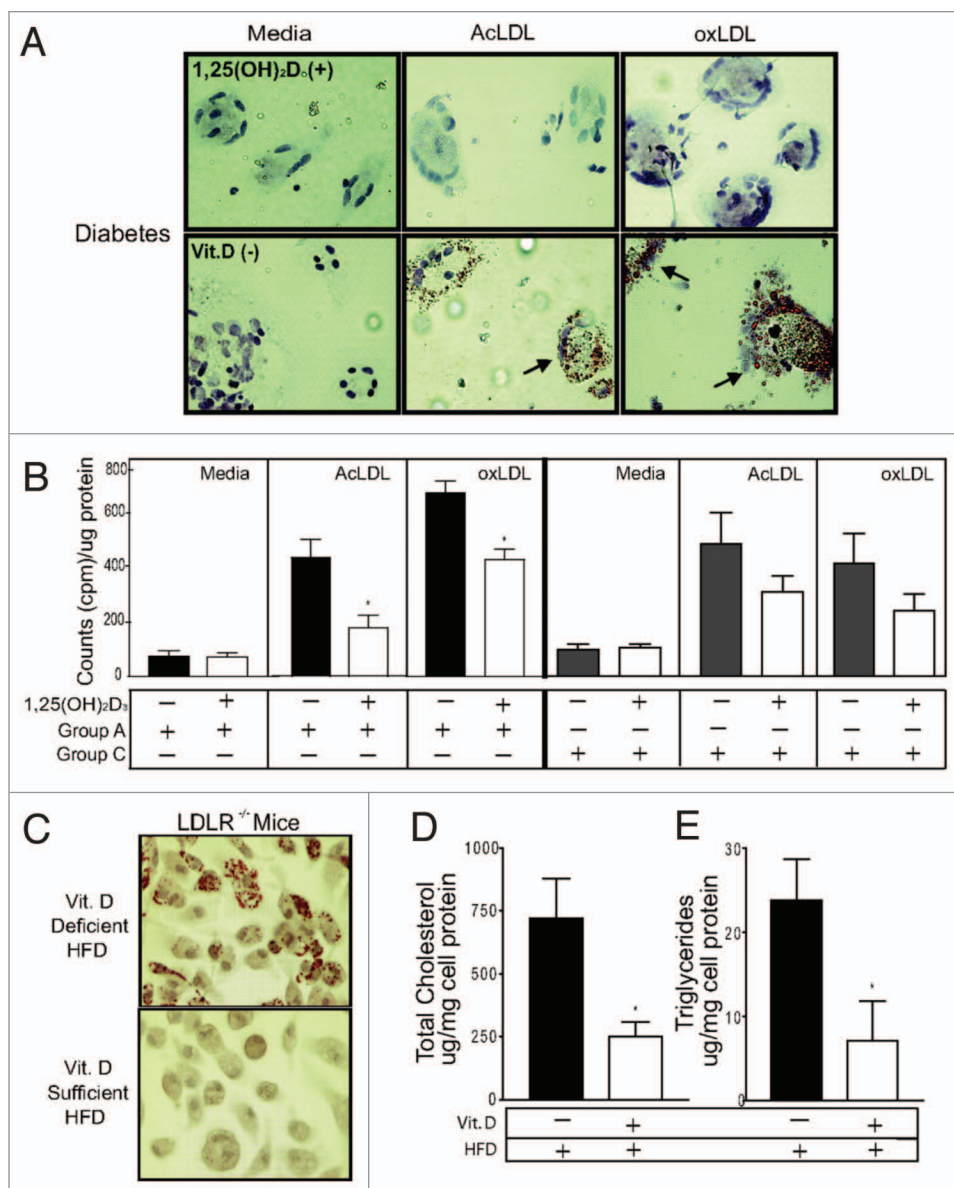 A
Media AcLDL oxLDL
Diabetes
1,25(OH)₂D (+)
Vit.D (-)
B
Counts (cpm)/ug protein
800
600
400
200
0
Media AcLDL oxLDL Media AcLDL oxLDL
* *
1,25(OH)₂D₃ − + − + − + − + − + − +
Group A + + + + + + − − − − − −
Group C − − − − − − + + + + + +
C
LDLR⁻/⁻ Mice
Vit. D
Deficient
HFD
Vit. D
Sufficient
HFD
D
Total Cholesterol
ug/mg cell protein
1000
750
500
250
0
*
E
Triglycerides
ug/mg cell protein
30
20
10
0
*
− + − + Vit. D
HFD + + + +